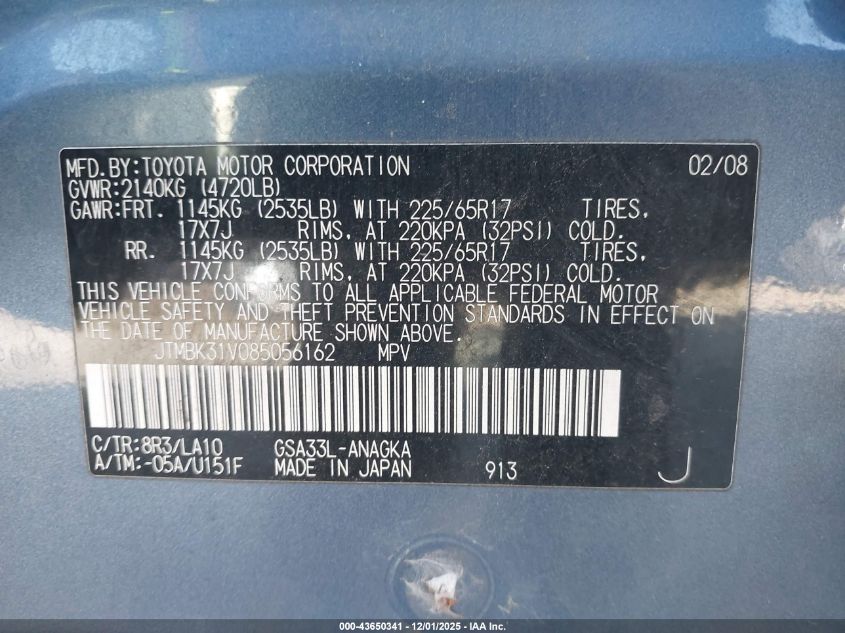 MFD.BY:TOYOTA MOTOR CORPORATION 02/08
GVWR:2140KG (4720LB)
GAWR:FRT. 1145KG (2535LB) WITH 225/65R17 TIRES,
17X7J RIMS, AT 220KPA (32PSI) COLD.
RR. 1145KG (2535LB) WITH 225/65R17 TIRES,
17X7J RIMS, AT 220KPA (32PSI) COLD.
THIS VEHICLE CONFORMS TO ALL APPLICABLE FEDERAL MOTOR
VEHICLE SAFETY AND THEFT PREVENTION STANDARDS IN EFFECT ON
THE DATE OF MANUFACTURE SHOWN ABOVE.
JTMBK31V085056162 MPV
C/TR:8R3/LA10 GSA33L-ANAGKA
A/TM:-05A/U151F MADE IN JAPAN 913 J
000-43650341 - 12/01/2025 - IAA Inc.